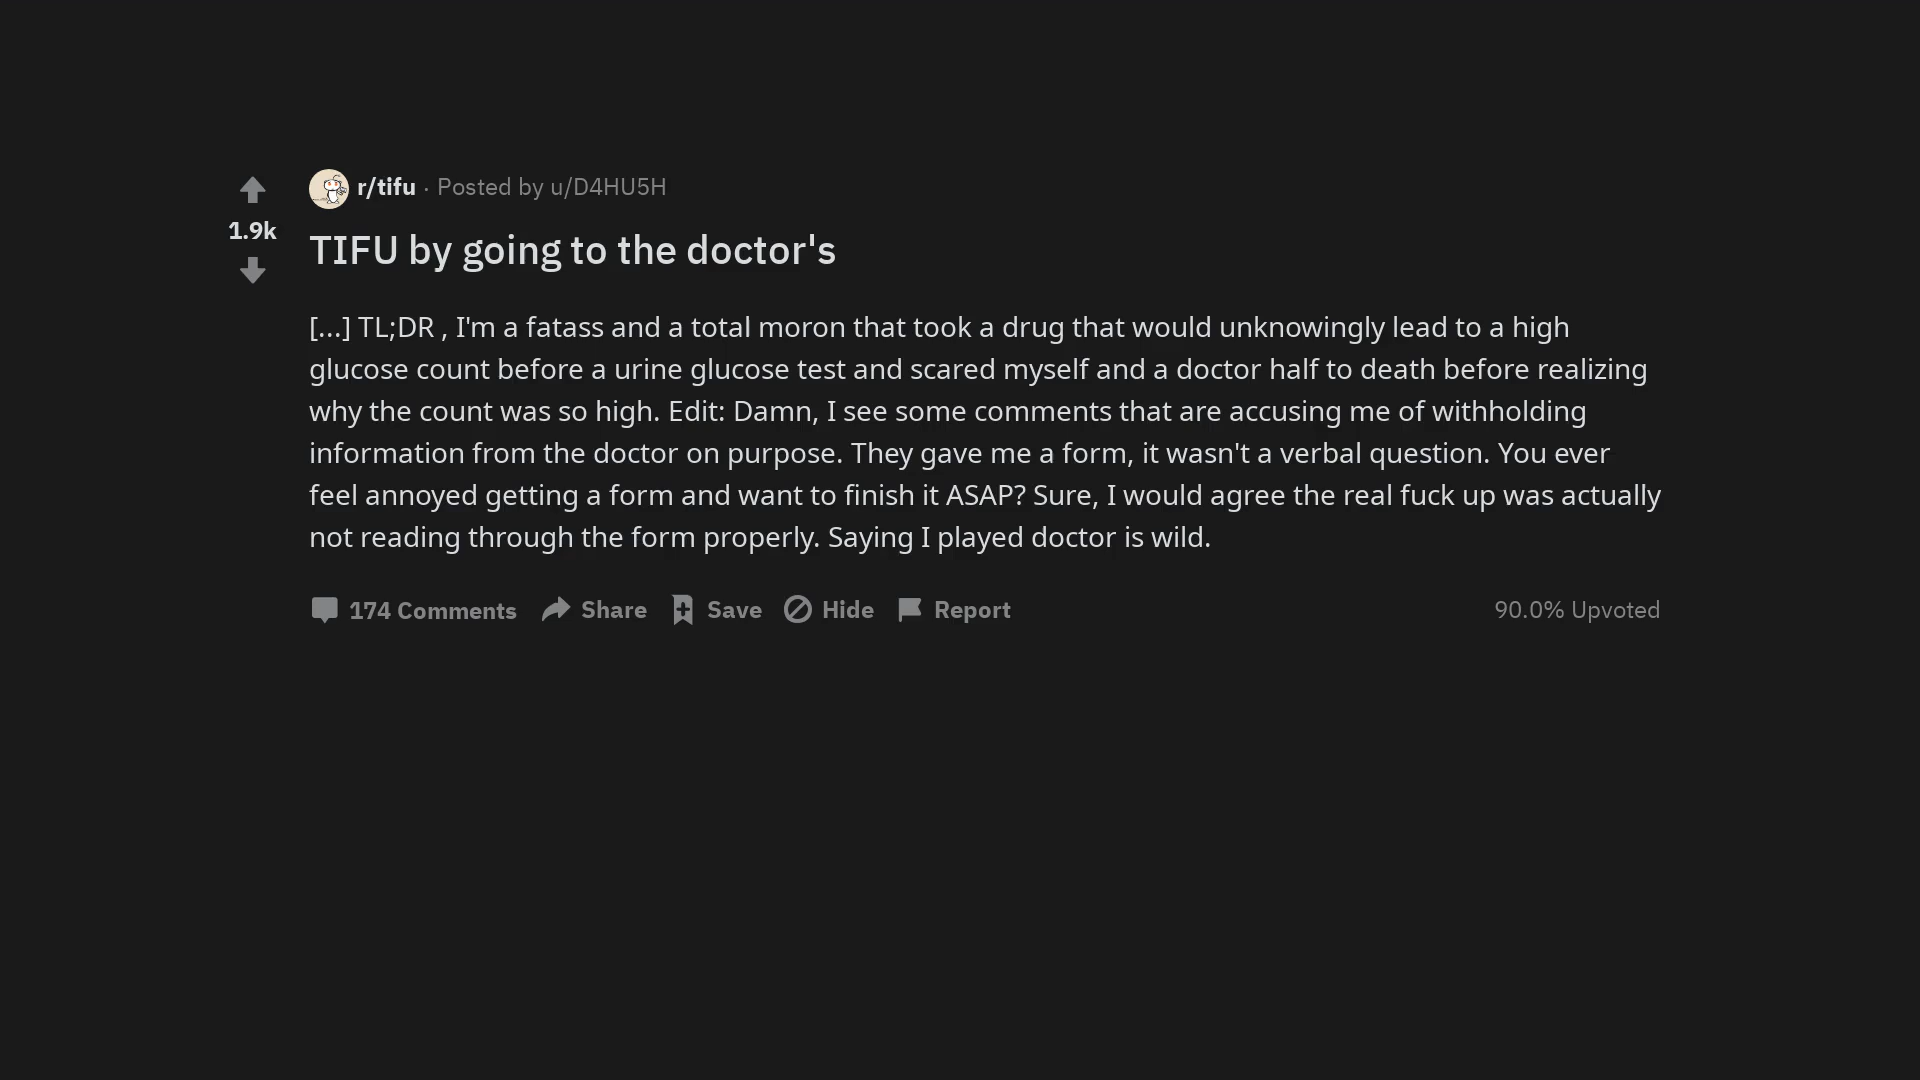 r/tifu · Posted by u/D4HU5H
1.9k
TIFU by going to the doctor's
[...] TL;DR , I'm a fatass and a total moron that took a drug that would unknowingly lead to a high
glucose count before a urine glucose test and scared myself and a doctor half to death before realizing
why the count was so high. Edit: Damn, I see some comments that are accusing me of withholding
information from the doctor on purpose. They gave me a form, it wasn't a verbal question. You ever
feel annoyed getting a form and want to finish it ASAP? Sure, I would agree the real fuck up was actually
not reading through the form properly. Saying I played doctor is wild.
174 Comments Share Save Hide Report 90.0% Upvoted